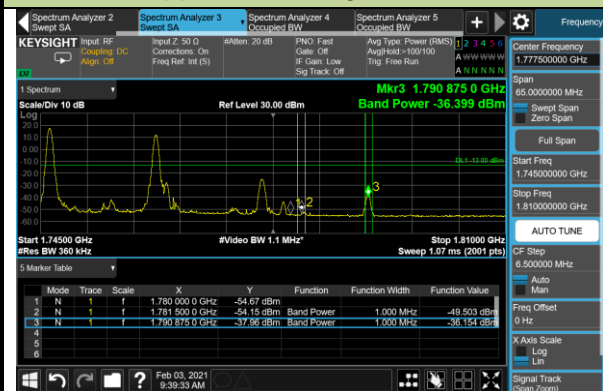 Spectrum Analyzer 2 Swept SA
Spectrum Analyzer 3 Swept SA
Spectrum Analyzer 4 Occupied BW
Spectrum Analyzer 5 Occupied BW
Frequency
KEYSIGHT Input: RF Input Z: 50 Ω #Atten: 20 dB PNO: Fast Avg Type: Power (RMS) 1 2 3 4 5 6
Coupling: DC Corrections: On Gate: Off Avg|Hold:>100/100 A W W W W W
Align: Off Freq Ref: Int (S) IF Gain: Low Trig: Free Run
Sig Track: Off A N N N N N
1 Spectrum Mkr3 1.790 875 0 GHz
Scale/Div 10 dB Ref Level 30.00 dBm Band Power -36.399 dBm
Log
20.0
10.0
0.00
-10.0
DL1 -13.00 dBm
-20.0
-30.0
-40.0
-50.0
-60.0
1 2 3
Start 1.74500 GHz #Video BW 1.1 MHz* Stop 1.81000 GHz
#Res BW 360 kHz Sweep 1.07 ms (2001 pts)
5 Marker Table
Mode Trace Scale X Y Function Function Width Function Value
1 N 1 f 1.780 000 0 GHz -54.67 dBm
2 N 1 f 1.781 500 0 GHz -54.15 dBm Band Power 1.000 MHz -49.503 dBm
3 N 1 f 1.790 875 0 GHz -37.96 dBm Band Power 1.000 MHz -36.154 dBm
4
5
6
Feb 03, 2021
9:39:33 AM
Center Frequency
1.777500000 GHz
Span
65.0000000 MHz
Swept Span
Zero Span
Full Span
Start Freq
1.745000000 GHz
Stop Freq
1.810000000 GHz
AUTO TUNE
CF Step
6.500000 MHz
Auto
Man
Freq Offset
0 Hz
X Axis Scale
Log
Lin
Signal Track
(Span Zoom)